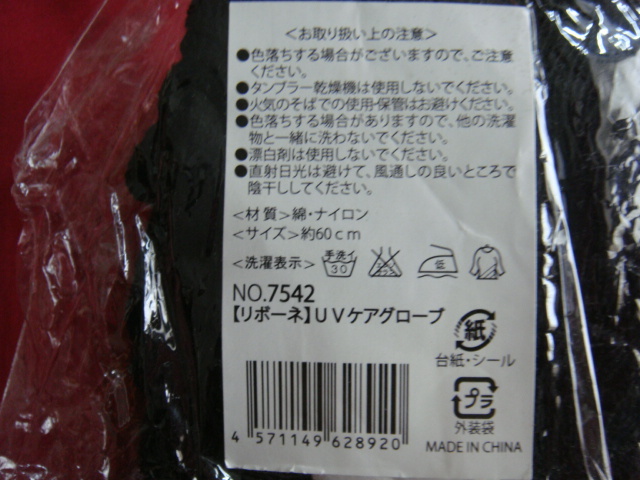 ＜お取り扱い上の注意＞
●色落ちする場合がございますので、ご注意
ください。
●タンブラー乾燥機は使用しないでください。
●火気のそばでの使用・保管はお避けください。
●色落ちする場合がありますので、他の洗濯
物と一緒に洗わないでください。
●漂白剤は使用しないでください。
●直射日光は避けて、風通しの良いところで
陰干ししてください。
＜材 質＞綿・ナイロン
＜サイズ＞約60ｃｍ
＜洗濯表示＞ 手洗イ 30 低
NO.7542
【リボーネ】ＵＶケアグローブ
紙
台紙・シール
プラ
外装袋
4 571149 628920
MADE IN CHINA